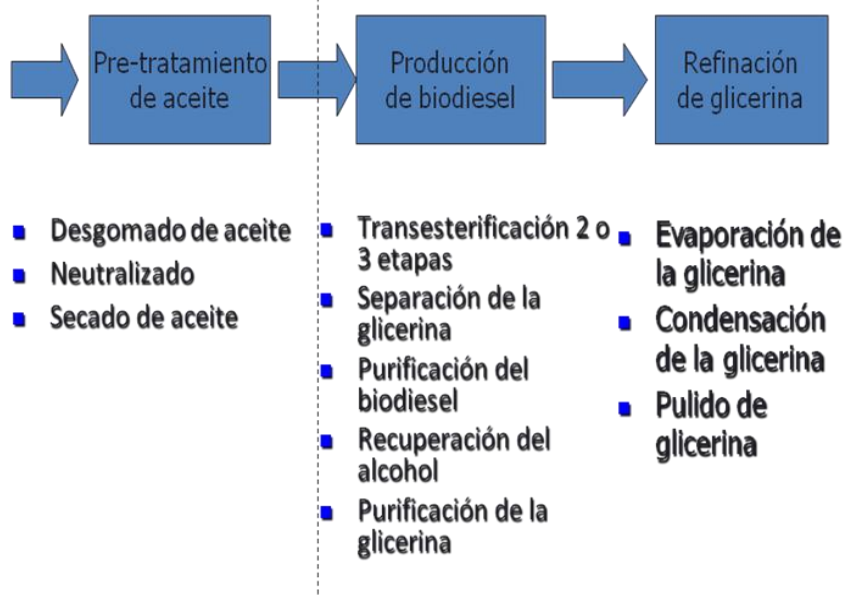 Pre-tratamiento
de aceite
Producción
de biodiesel
Refinación
de glicerina
Desgomado de aceite
Neutralizado
Secado de aceite
Transesterificación 2 o
3 etapas
Separación de la
glicerina
Purificación del
biodiesel
Recuperación del
alcohol
Purificación de la
glicerina
Evaporación de
la glicerina
Condensación
de la glicerina
Pulido de
glicerina